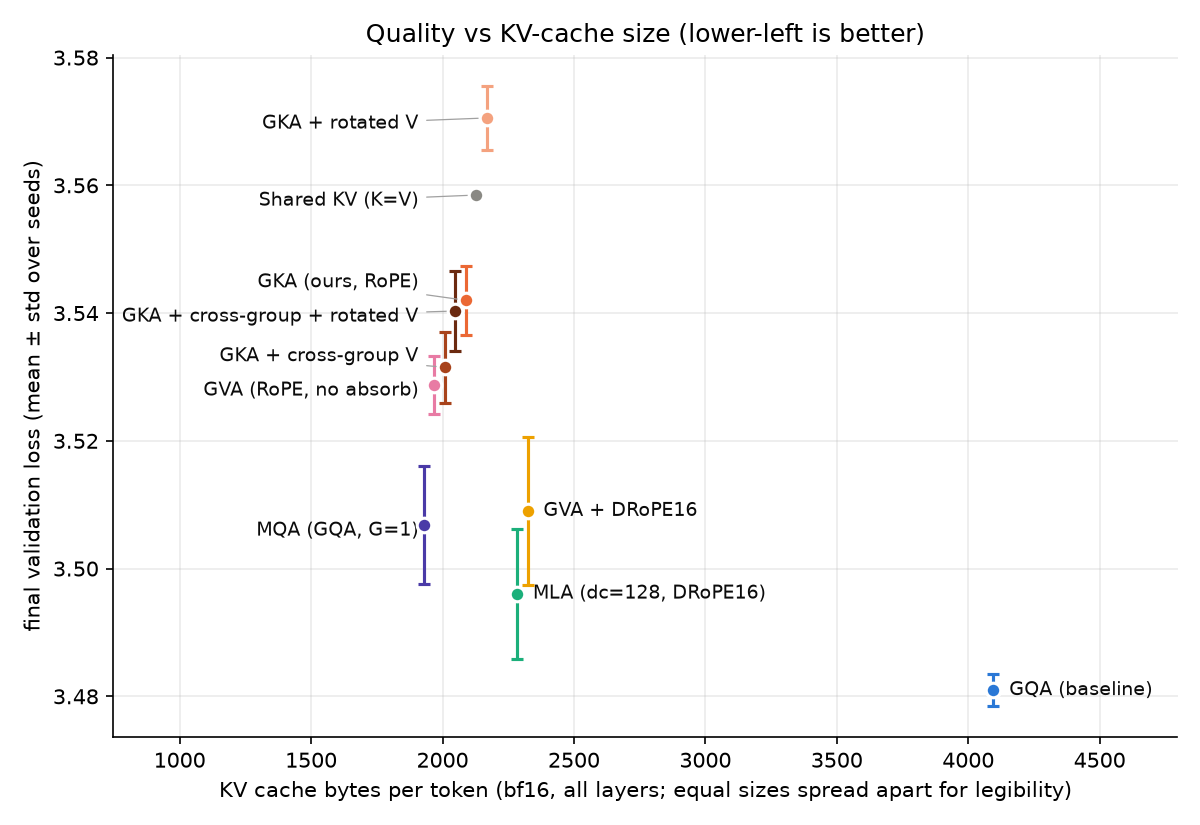 Quality vs KV-cache size (lower-left is better)
final validation loss (mean ± std over seeds)
3.58
3.56
3.54
3.52
3.50
3.48
GKA + rotated V
Shared KV (K=V)
GKA (ours, RoPE)
GKA + cross-group + rotated V
GKA + cross-group V
GVA (RoPE, no absorb)
MQA (GQA, G=1)
GVA + DRoPE16
MLA (dc=128, DRoPE16)
GQA (baseline)
1000
1500
2000
2500
3000
3500
4000
4500
KV cache bytes per token (bf16, all layers; equal sizes spread apart for legibility)